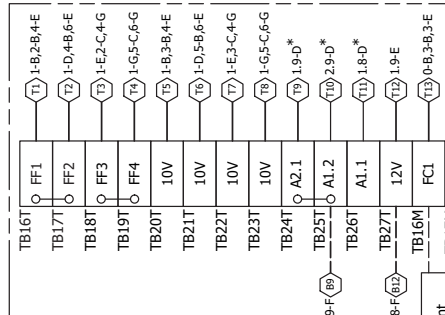 T1 1-B,2-B,4-E
T2 1-D,4-B,6-E
T3 1-E,2-C,4-G
T4 1-G,5-C,6-G
T5 1-B,3-B,4-E
T6 1-D,5-B,6-E
T7 1-E,3-C,4-G
T8 1-G,5-C,6-G
T9 1.9-D*
T10 2.9-D*
T11 1.8-D*
T12 1.9-E
T13 0-B,3-B,3-E
FF1
FF2
FF3
FF4
10V
10V
10V
10V
A2.1
A1.2
A1.1
12V
FC1
TB16T
TB17T
TB18T
TB19T
TB20T
TB21T
TB22T
TB23T
TB24T
TB25T
TB26T
TB27T
TB16M
9-F B9
8-F B12